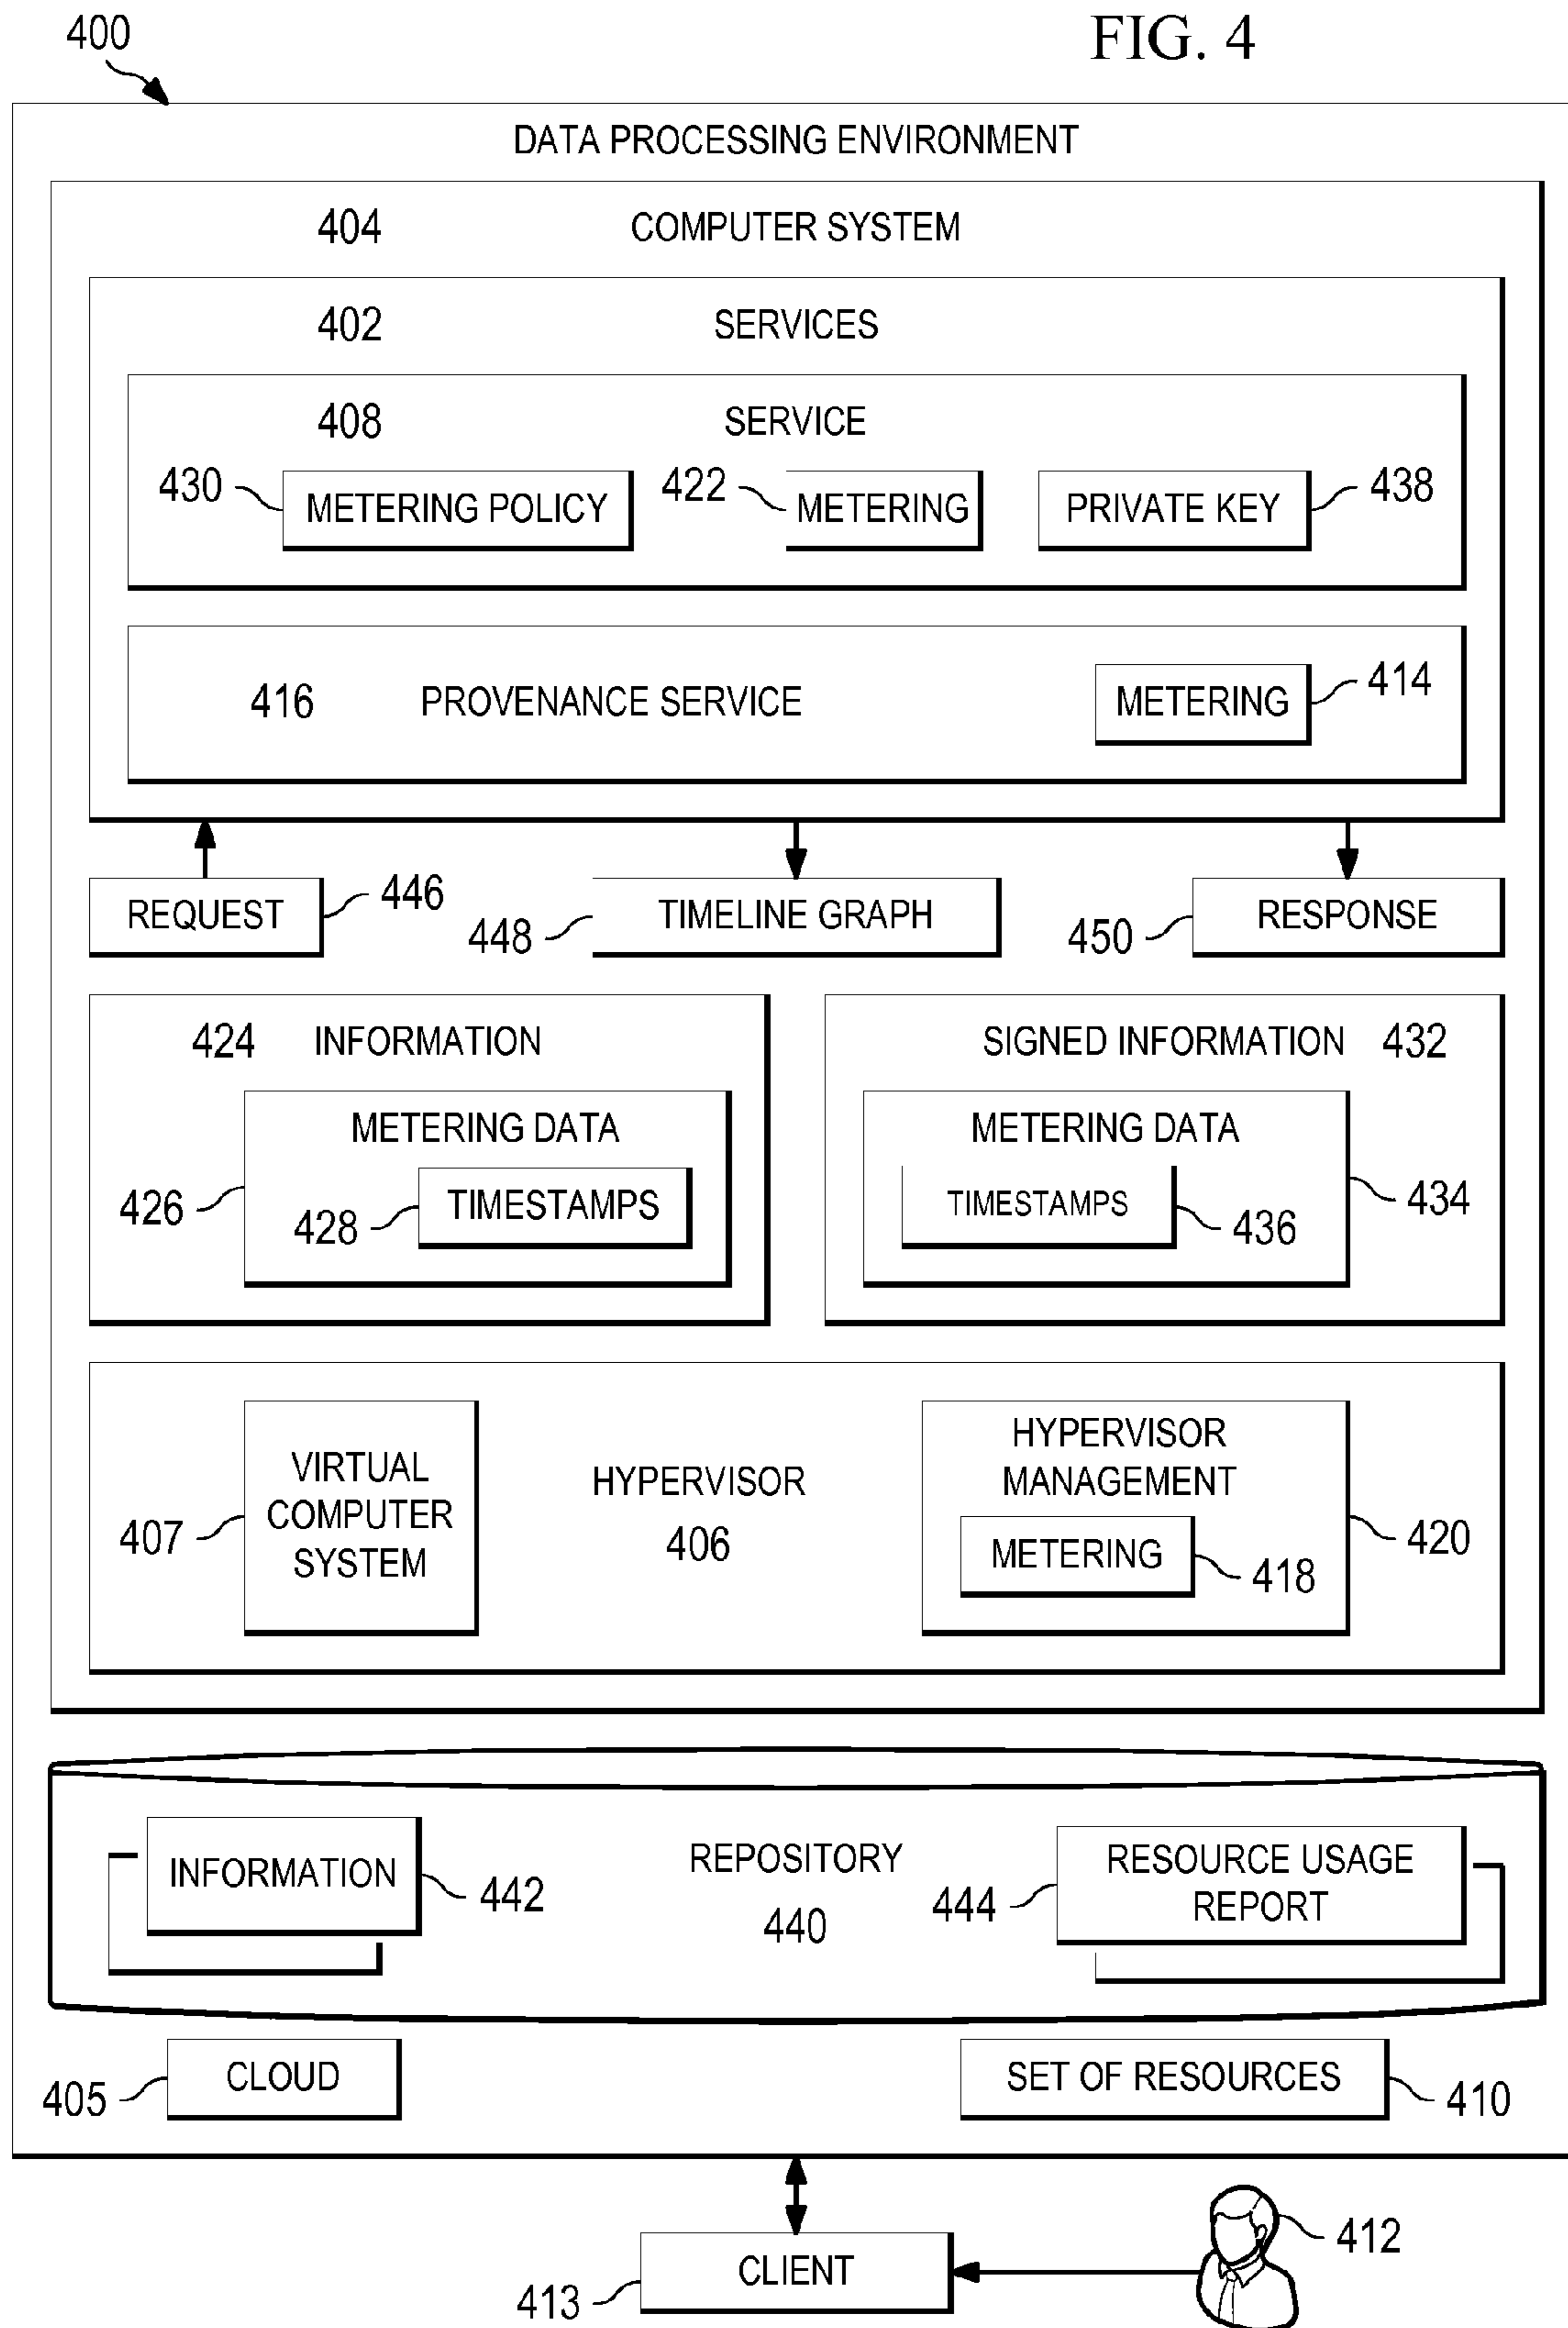 400
FIG. 4
DATA PROCESSING ENVIRONMENT
404 COMPUTER SYSTEM
402 SERVICES
408 SERVICE
430 METERING POLICY 422 METERING PRIVATE KEY 438
416 PROVENANCE SERVICE METERING 414
REQUEST 446
448 TIMELINE GRAPH
450 RESPONSE
424 INFORMATION
METERING DATA
426
428 TIMESTAMPS
SIGNED INFORMATION 432
METERING DATA
TIMESTAMPS 436
434
407
VIRTUAL
COMPUTER
SYSTEM
HYPERVISOR
406
HYPERVISOR
MANAGEMENT
METERING 418
420
INFORMATION 442
REPOSITORY
440
444
RESOURCE USAGE
REPORT
405 CLOUD
SET OF RESOURCES 410
413 CLIENT
412